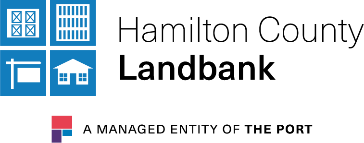 Hamilton County
Landbank
A MANAGED ENTITY OF THE PORT